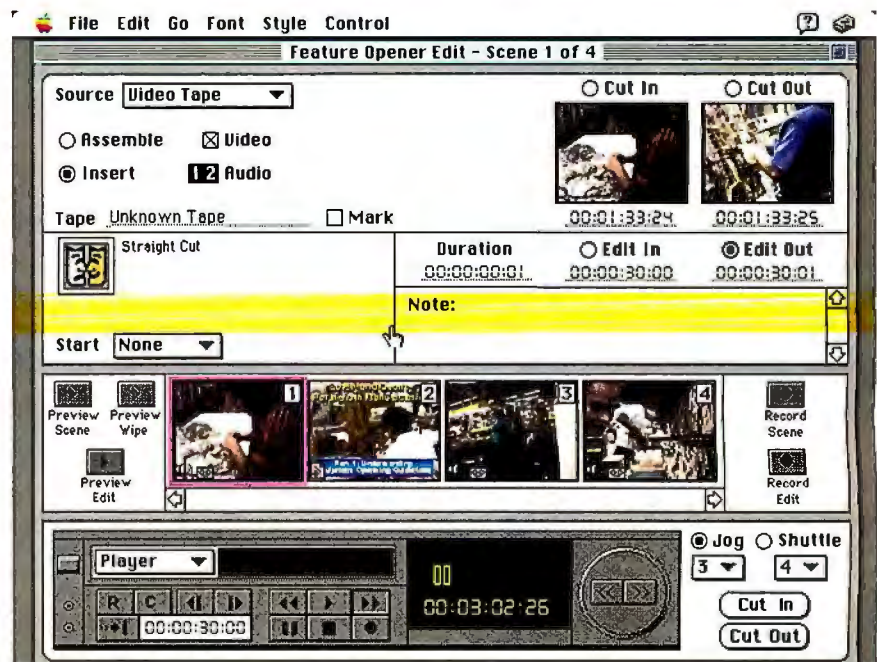 File Edit Go Font Style Control
Feature Opener Edit - Scene 1 of 4
Source Video Tape
Cut In Cut Out
Assemble Video
Insert 1 2 Audio
Tape Unknown Tape Mark
00:01:33:24 00:01:33:25
Straight Cut
Duration Edit In Edit Out
00:00:00:01 00:00:30:00 00:00:30:01
Note:
Start None
1 2 3 4
Preview Scene
Preview Wipe
Preview Edit
Record Scene
Record Edit
Player
R C
00:00:30:00
00:03:02:26
Jog Shuttle
3 4
Cut In
Cut Out